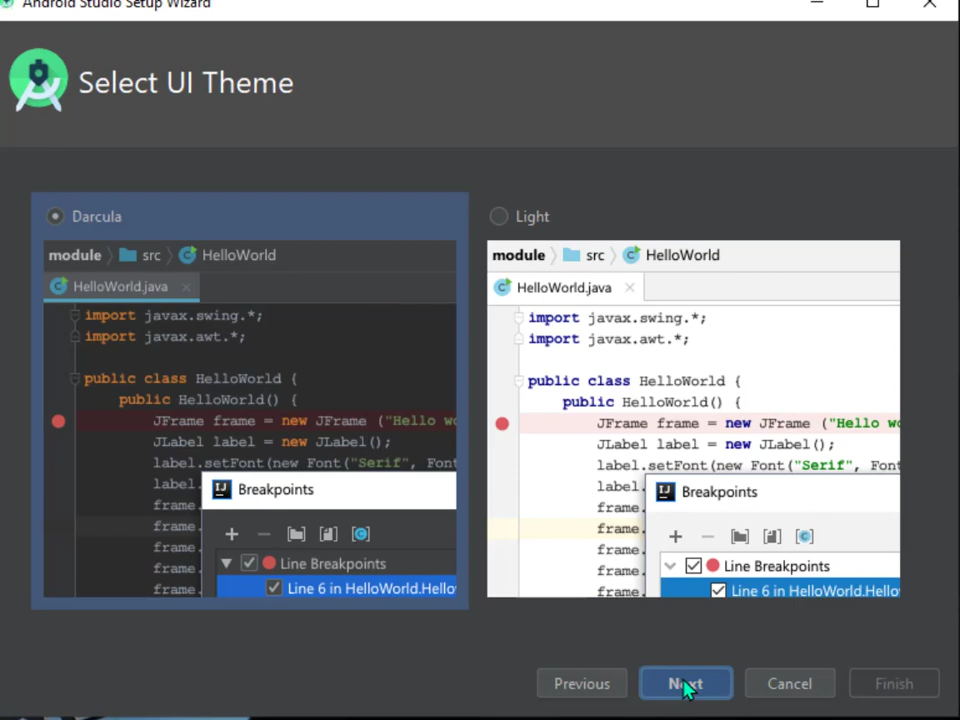 Android Studio Setup Wizard
Select UI Theme
Darcula
module src HelloWorld
HelloWorld.java
import javax.swing.*;
import javax.awt.*;
public class HelloWorld {
public HelloWorld() {
JFrame frame = new JFrame ("Hello wo
JLabel label = new JLabel();
label.setFont(new Font("Serif", Font
label.
frame.
frame.
frame.
frame.
frame.
Breakpoints
Line Breakpoints
Line 6 in HelloWorld.Hello
Light
module src HelloWorld
HelloWorld.java
import javax.swing.*;
import javax.awt.*;
public class HelloWorld {
public HelloWorld() {
JFrame frame = new JFrame ("Hello wo
JLabel label = new JLabel();
label.setFont(new Font("Serif", Font
label.
frame.
frame.
frame.
frame.
frame.
Breakpoints
Line Breakpoints
Line 6 in HelloWorld.Hello
Previous Next Cancel Finish